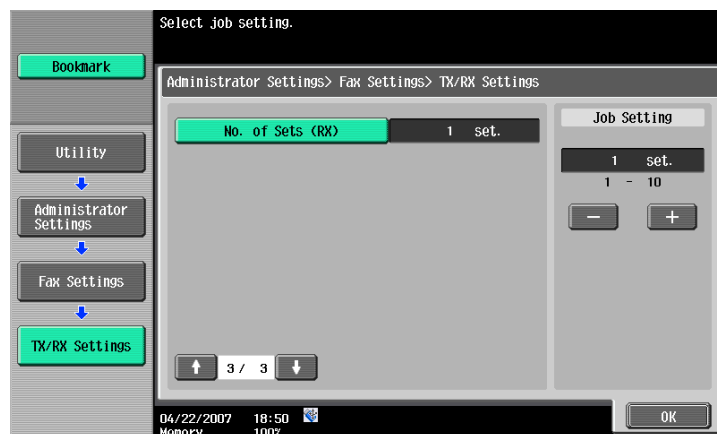 Select job setting.
Bookmark
Administrator Settings> Fax Settings> TX/RX Settings
No. of Sets (RX)
1 set.
Job Setting
1 set.
1 - 10
Utility
Administrator
Settings
Fax Settings
TX/RX Settings
3/ 3
OK
04/22/2007 18:50
Memory 100%